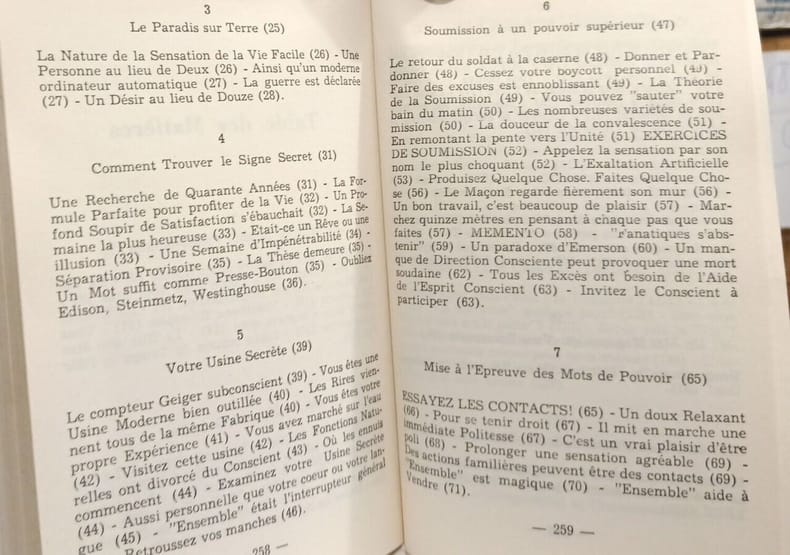 3
Le Paradis sur Terre (25)
La Nature de la Sensation de la Vie Facile (26) - Une
Personne au lieu de Deux (26) - Ainsi qu'un moderne
ordinateur automatique (27) - La guerre est déclarée
(27) - Un Désir au lieu de Douze (28).
4
Comment Trouver le Signe Secret (31)
Une Recherche de Quarante Années (31) - La For-
mule Parfaite pour profiter de la Vie (32) - Un Pro-
fond Soupir de Satisfaction s'ébauchait (32) - La Se-
maine la plus heureuse (33) - Etait-ce un Rêve ou une
illusion (33) - Une Semaine d'Impénétrabilité (34) -
Séparation Provisoire (35) - La Thèse demeure (35) -
Un Mot suffit comme Presse-Bouton (35) - Oubliez
Edison, Steinmetz, Westinghouse (36).
5
Votre Usine Secrète (39)
Le compteur Geiger subconscient (39) - Vous êtes une
Usine Moderne bien outillée (40) - Les Rires vien-
nent tous de la même Fabrique (40) - Vous êtes votre
propre Expérience (41) - Vous avez marché sur l'eau
(42) - Visitez cette usine (42) - Les Fonctions Natu-
relles ont divorcé du Conscient (43) - Où les ennuis
commencent (44) - Examinez votre Usine Secrète
(44) - Aussi personnelle que votre coeur ou votre lan-
gue (45) - "Ensemble" était l'interrupteur général
Retroussez vos manches (46).
258 —
6
Soumission à un pouvoir supérieur (47)
Le retour du soldat à la caserne (48) - Donner et Par-
donner (48) - Cessez votre boycott personnel (49) -
Faire des excuses est ennoblissant (49) - La Théorie
de la Soumission (49) - Vous pouvez "sauter" votre
bain du matin (50) - Les nombreuses variétés de sou-
mission (50) - La douceur de la convalescence (51) -
En remontant la pente vers l'Unité (51) EXERCICES
DE SOUMISSION (52) - Appelez la sensation par son
nom le plus choquant (52) - L'Exaltation Artificielle
(53) - Produisez Quelque Chose. Faites Quelque Cho-
se (56) - Le Maçon regarde fièrement son mur (56) -
Un bon travail, c'est beaucoup de plaisir (57) - Mar-
chez quinze mètres en pensant à chaque pas que vous
faites (57) - MEMENTO (58) - "Fanatiques s'abs-
tenir" (59) - Un paradoxe d'Emerson (60) - Un man-
que de Direction Consciente peut provoquer une mort
soudaine (62) - Tous les Excès ont besoin de l'Aide
de l'Esprit Conscient (63) - Invitez le Conscient à
participer (63).
7
Mise à l'Epreuve des Mots de Pouvoir (65)
ESSAYEZ LES CONTACTS! (65) - Un doux Relaxant
(66) - Pour se tenir droit (67) - Il mit en marche une
immédiate Politesse (67) - C'est un vrai plaisir d'être
poli (68) - Prolonger une sensation agréable (69) -
Des actions familières peuvent être des contacts (69) -
"Ensemble" est magique (70) - "Ensemble" aide à
Vendre (71).
— 259 —